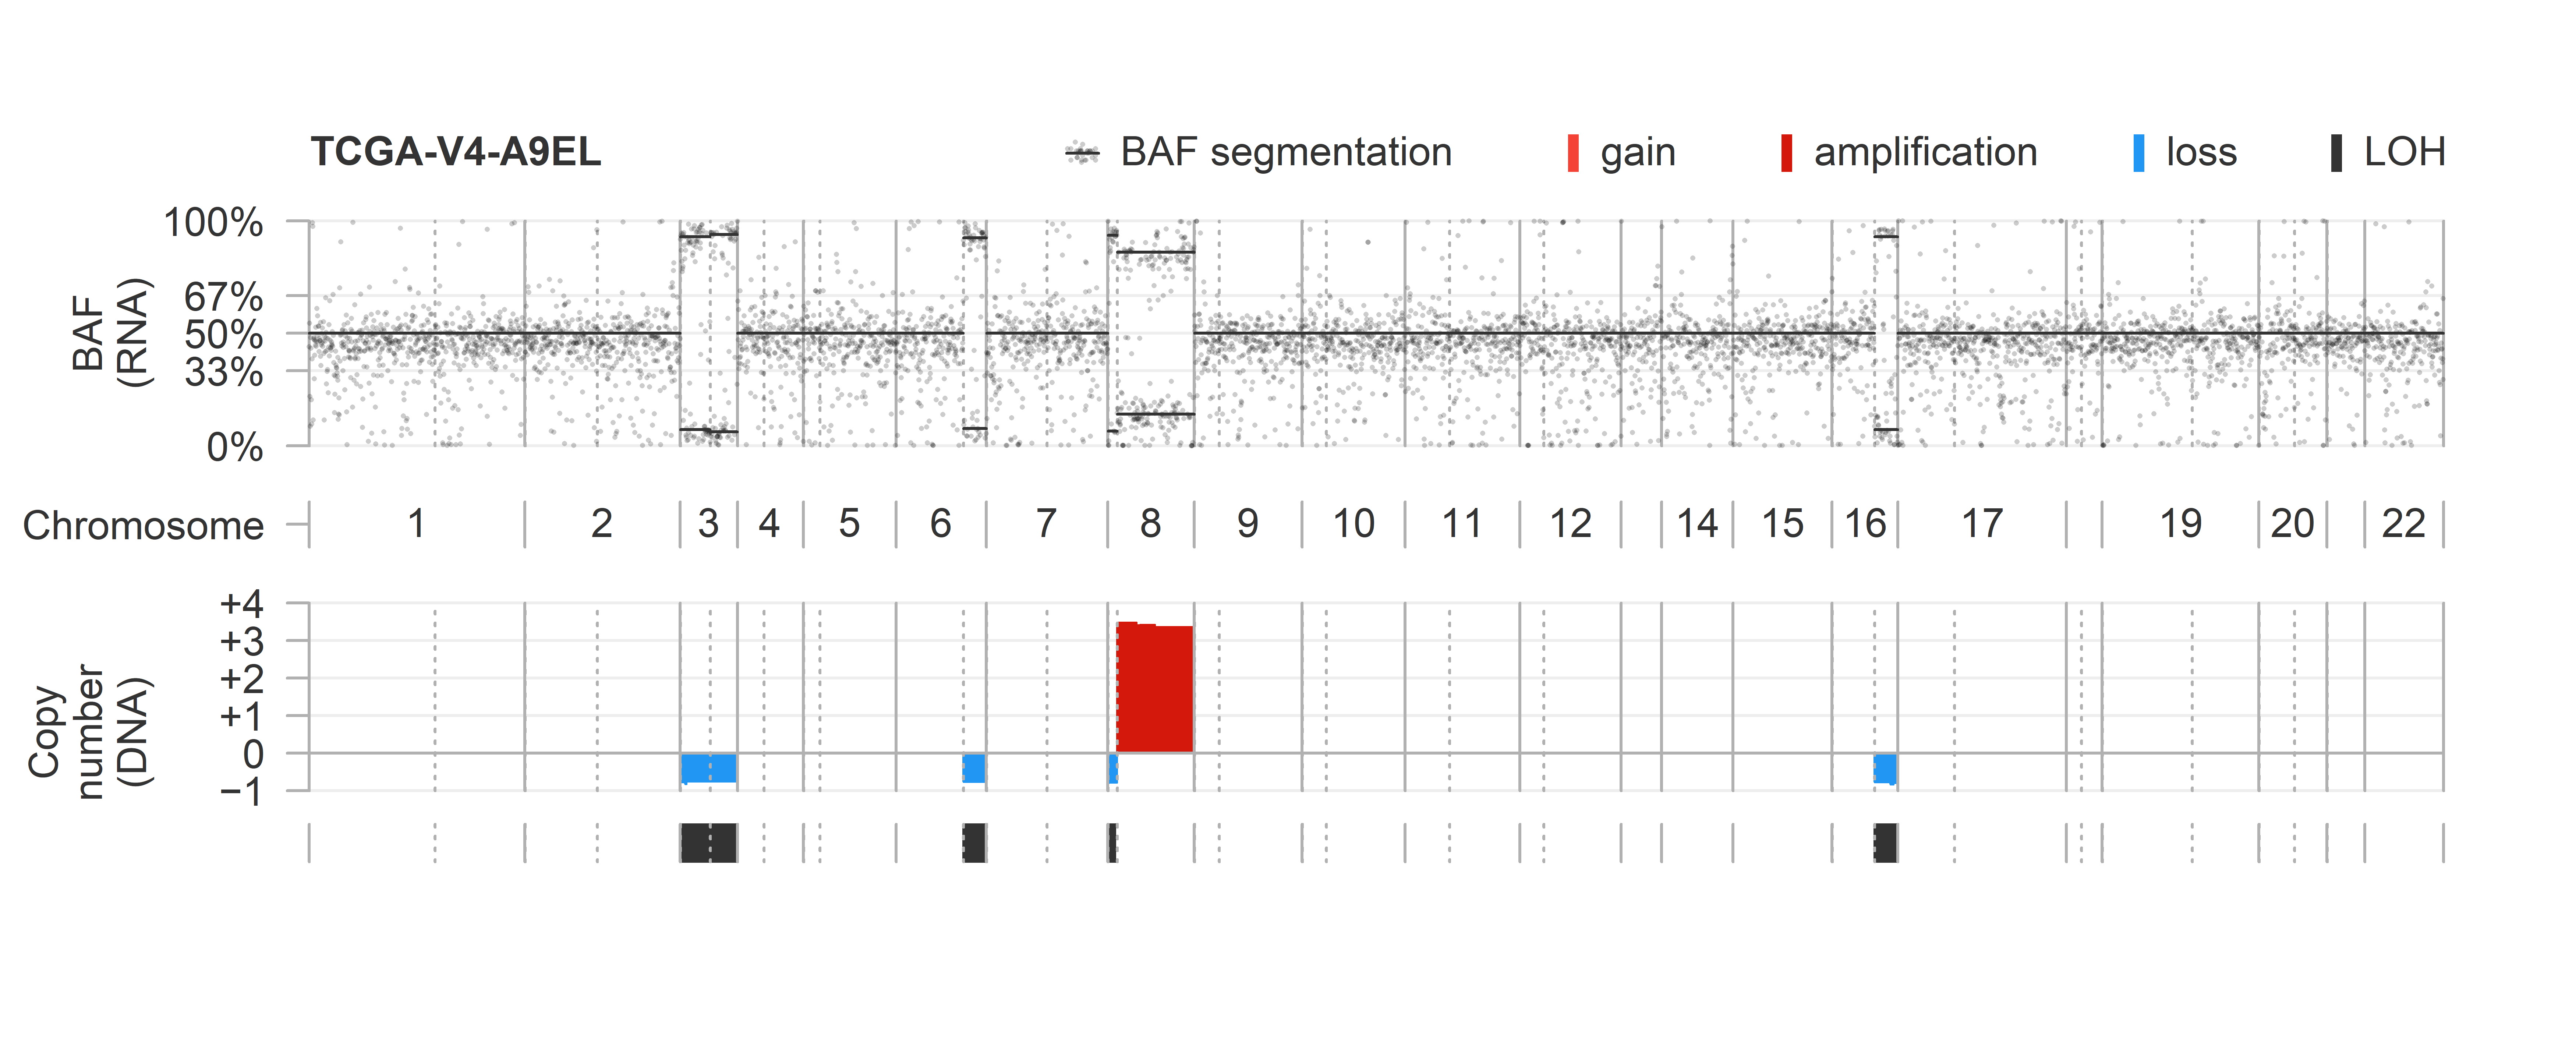 TCGA-V4-A9EL
BAF segmentation
gain
amplification
loss
LOH
BAF
(RNA)
100%
67%
50%
33%
0%
Chromosome
1 2 3 4 5 6 7 8 9 10 11 12 14 15 16 17 19 20 22
Copy
number
(DNA)
+4
+3
+2
+1
0
−1